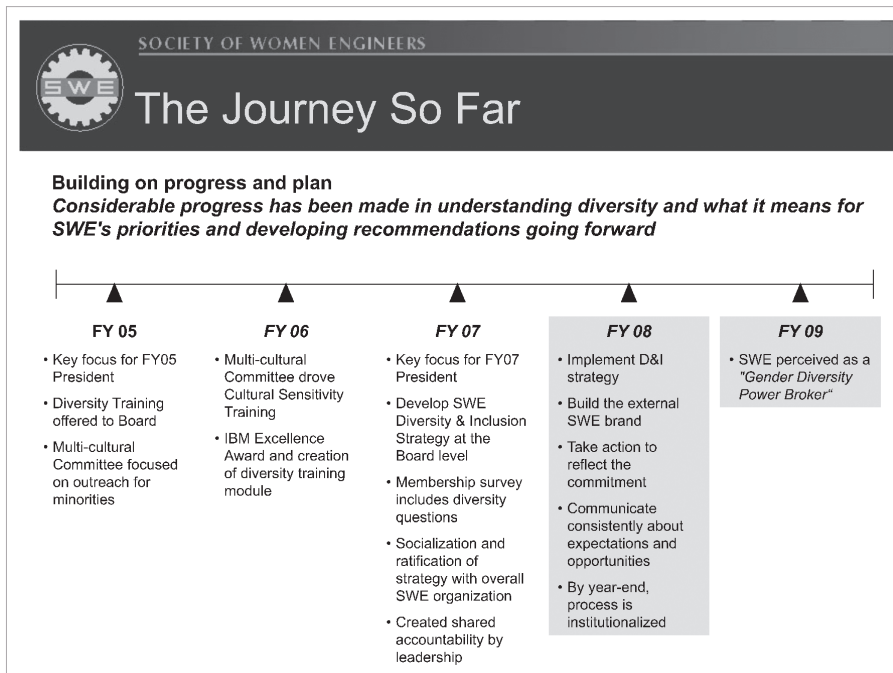 SOCIETY OF WOMEN ENGINEERS
SWE
The Journey So Far
Building on progress and plan
Considerable progress has been made in understanding diversity and what it means for
SWE's priorities and developing recommendations going forward
FY 05
• Key focus for FY05
President
• Diversity Training
offered to Board
• Multi-cultural
Committee focused
on outreach for
minorities
FY 06
• Multi-cultural
Committee drove
Cultural Sensitivity
Training
• IBM Excellence
Award and creation
of diversity training
module
FY 07
• Key focus for FY07
President
• Develop SWE
Diversity & Inclusion
Strategy at the
Board level
• Membership survey
includes diversity
questions
• Socialization and
ratification of
strategy with overall
SWE organization
• Created shared
accountability by
leadership
FY 08
• Implement D&I
strategy
• Build the external
SWE brand
• Take action to
reflect the
commitment
• Communicate
consistently about
expectations and
opportunities
• By year-end,
process is
institutionalized
FY 09
• SWE perceived as a
"Gender Diversity
Power Broker“